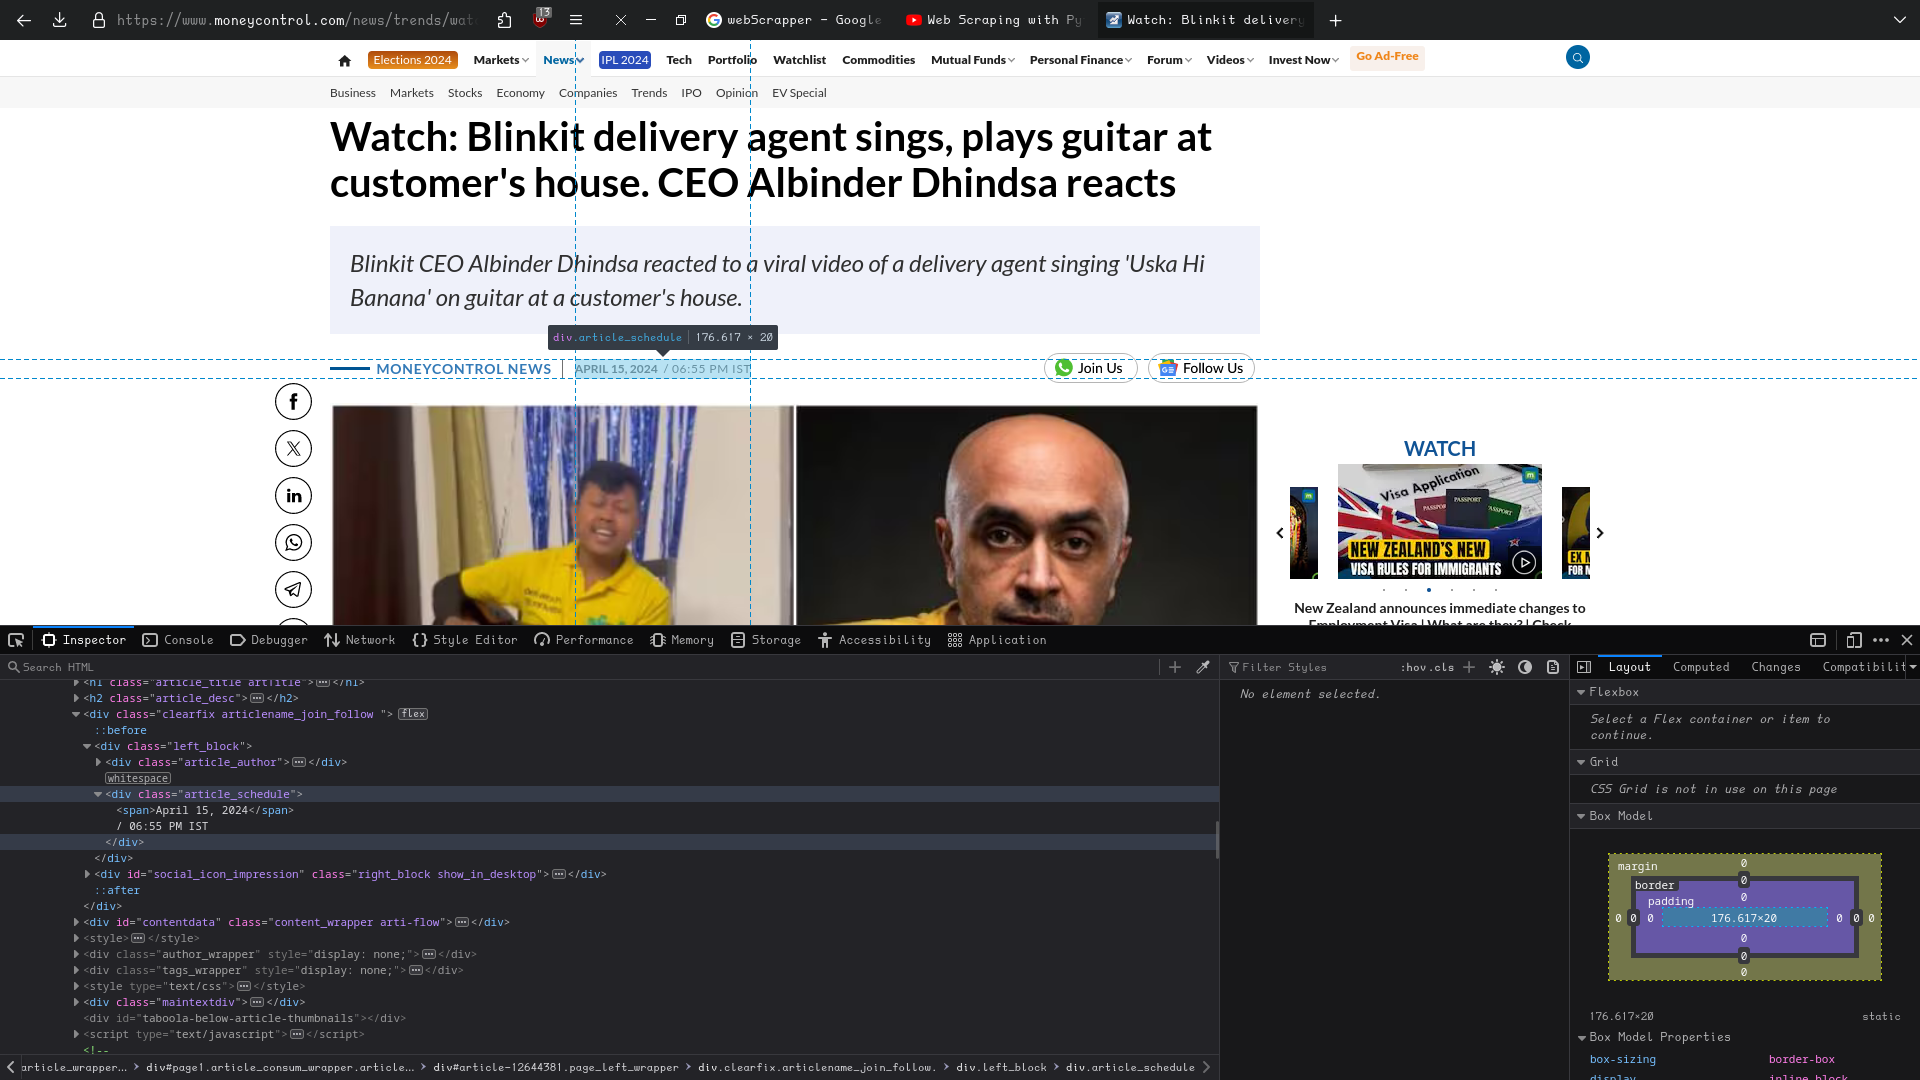 13
https://www.moneycontrol.com/news/trends/wat
webScrapper – Google
Web Scraping with Py
Watch: Blinkit delivery
Elections 2024
Markets
News
IPL 2024
Tech
Portfolio
Watchlist
Commodities
Mutual Funds
Personal Finance
Forum
Videos
Invest Now
Go Ad-Free
Business
Markets
Stocks
Economy
Companies
Trends
IPO
Opinion
EV Special
Watch: Blinkit delivery agent sings, plays guitar at
customer's house. CEO Albinder Dhindsa reacts
Blinkit CEO Albinder Dhindsa reacted to a viral video of a delivery agent singing 'Uska Hi
Banana' on guitar at a customer's house.
div.article_schedule | 176.617 × 20
MONEYCONTROL NEWS
APRIL 15, 2024 / 06:55 PM IST
Join Us
Follow Us
WATCH
Visa Application
PASSPORT
NEW ZEALAND'S NEW
VISA RULES FOR IMMIGRANTS
New Zealand announces immediate changes to
Employment Visa | What are they? | Check
Inspector
Console
Debugger
Network
Style Editor
Performance
Memory
Storage
Accessibility
Application
Search HTML
<h1 class="article_title artTitle"></h1>
<h2 class="article_desc"></h2>
<div class="clearfix articlename_join_follow "> flex
::before
<div class="left_block">
<div class="article_author"></div>
whitespace
<div class="article_schedule">
<span>April 15, 2024</span>
/ 06:55 PM IST
</div>
</div>
<div id="social_icon_impression" class="right_block show_in_desktop"></div>
::after
</div>
<div id="contentdata" class="content_wrapper arti-flow"></div>
<style></style>
<div class="author_wrapper" style="display: none;"></div>
<div class="tags_wrapper" style="display: none;"></div>
<style type="text/css"></style>
<div class="maintextdiv"></div>
<div id="taboola-below-article-thumbnails"></div>
<script type="text/javascript"></script>
<!--
article_wrapper... > div#page1.article_consum_wrapper.article... > div#article-12644381.page_left_wrapper > div.clearfix.articlename_join_follow. > div.left_block > div.article_schedule
Filter Styles
:hov .cls
No element selected.
Layout
Computed
Changes
Compatibilit
Flexbox
Select a Flex container or item to
continue.
Grid
CSS Grid is not in use on this page
Box Model
margin
0
border
0
padding
0
0 0 0 176.617×20 0 0 0
0
0
0
176.617×20
static
Box Model Properties
box-sizing
border-box
display
inline-block